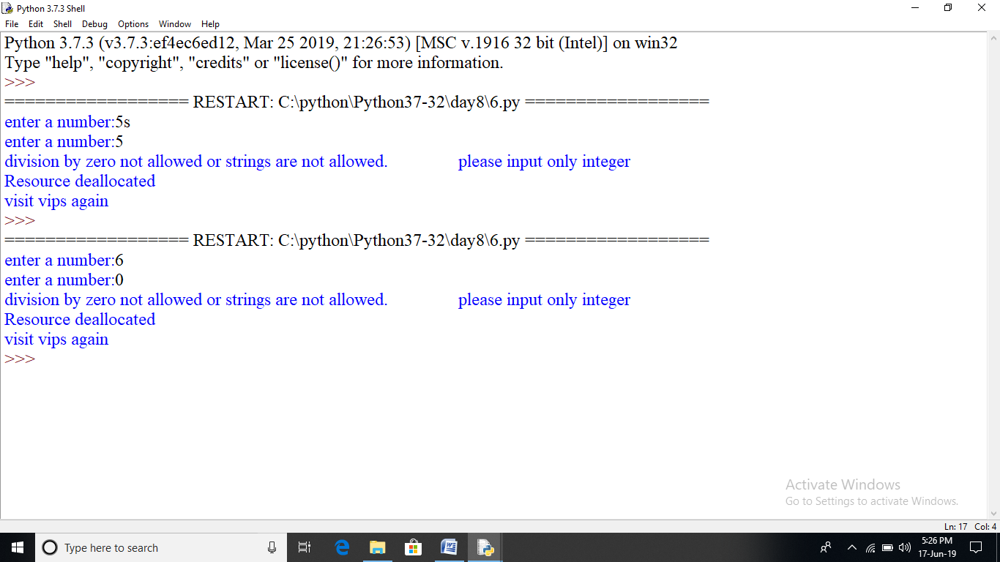 Python 3.7.3 Shell
File Edit Shell Debug Options Window Help
Python 3.7.3 (v3.7.3:ef4ec6ed12, Mar 25 2019, 21:26:53) [MSC v.1916 32 bit (Intel)] on win32
Type "help", "copyright", "credits" or "license()" for more information.
>>>
================== RESTART: C:\python\Python37-32\day8\6.py ==================
enter a number:5s
enter a number:5
division by zero not allowed or strings are not allowed. please input only integer
Resource deallocated
visit vips again
>>>
================== RESTART: C:\python\Python37-32\day8\6.py ==================
enter a number:6
enter a number:0
division by zero not allowed or strings are not allowed. please input only integer
Resource deallocated
visit vips again
>>>
Activate Windows
Go to Settings to activate Windows.
Ln: 17 Col: 4
Type here to search
5:26 PM
17-Jun-19